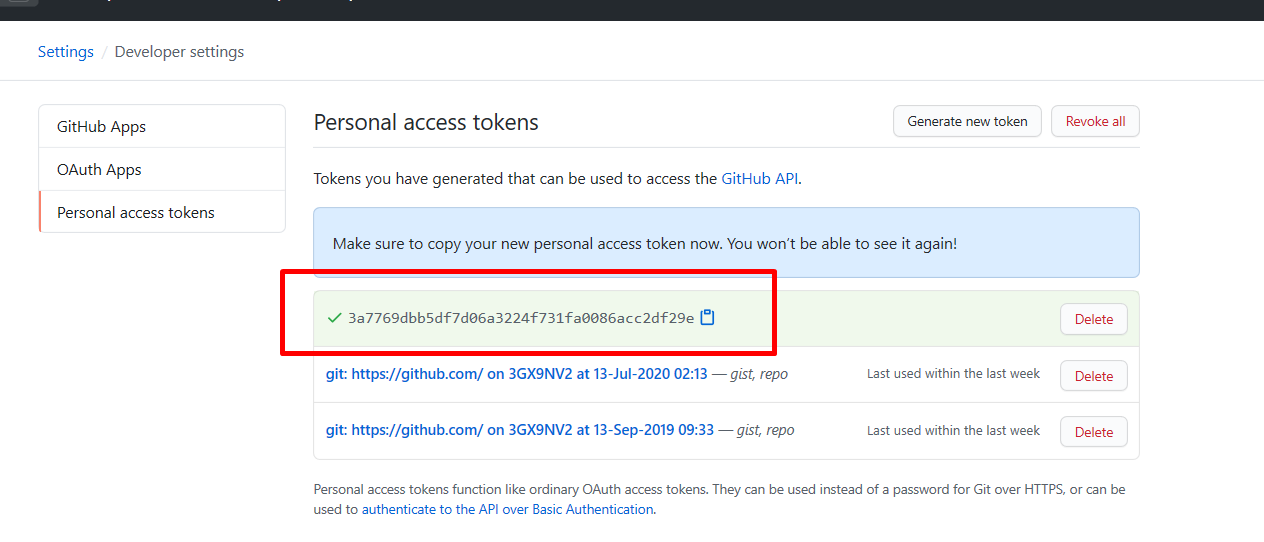 Settings / Developer settings
GitHub Apps
OAuth Apps
Personal access tokens
Personal access tokens
Generate new token
Revoke all
Tokens you have generated that can be used to access the GitHub API.
Make sure to copy your new personal access token now. You won't be able to see it again!
3a7769dbb5df7d06a3224f731fa0086acc2df29e
Delete
git: https://github.com/ on 3GX9NV2 at 13-Jul-2020 02:13 — gist, repo
Last used within the last week
Delete
git: https://github.com/ on 3GX9NV2 at 13-Sep-2019 09:33 — gist, repo
Last used within the last week
Delete
Personal access tokens function like ordinary OAuth access tokens. They can be used instead of a password for Git over HTTPS, or can be
used to authenticate to the API over Basic Authentication.